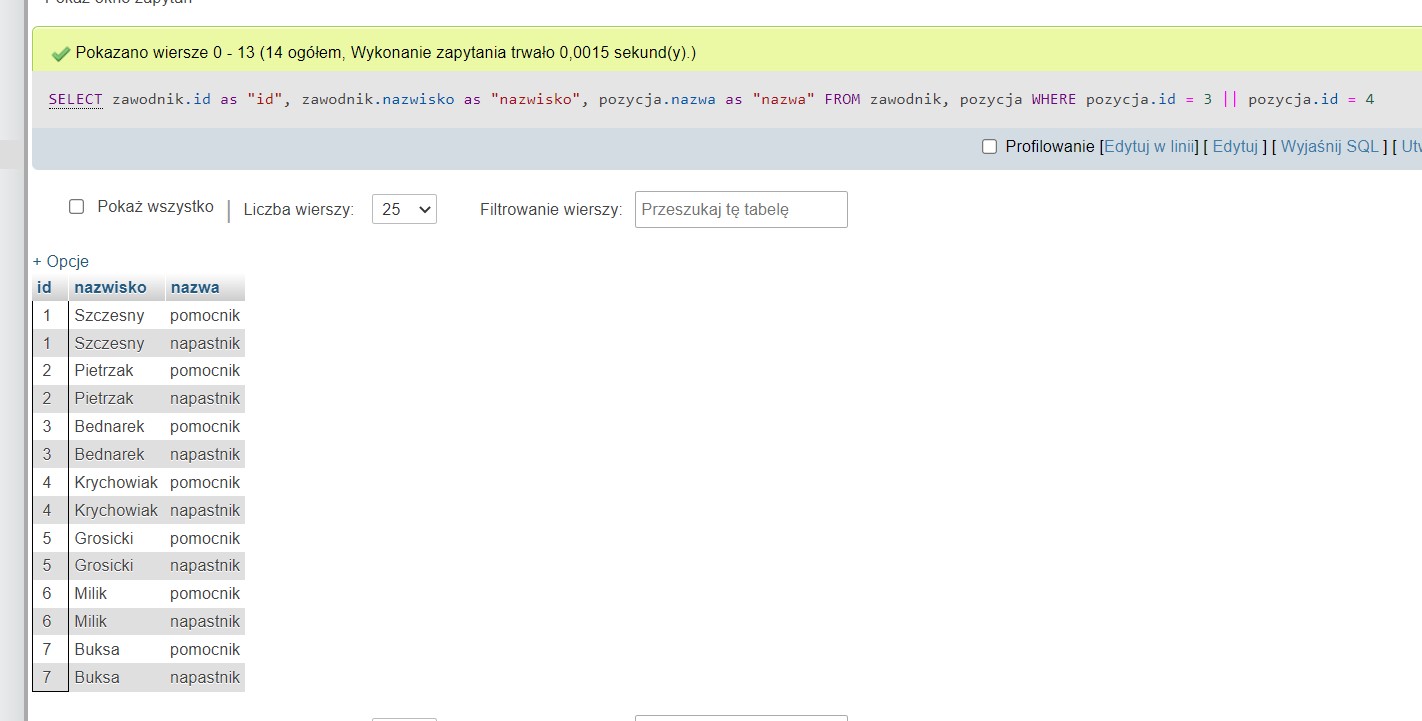 Pokaż okno zapytań
Pokazano wiersze 0 - 13 (14 ogółem, Wykonanie zapytania trwało 0,0015 sekund(y).)
SELECT zawodnik.id as "id", zawodnik.nazwisko as "nazwisko", pozycja.nazwa as "nazwa" FROM zawodnik, pozycja WHERE pozycja.id = 3 || pozycja.id = 4
Profilowanie [Edytuj w linii] [ Edytuj ] [ Wyjaśnij SQL ] [ Utw
Pokaż wszystko | Liczba wierszy: 25 Filtrowanie wierszy: Przeszukaj tę tabelę
+ Opcje
id nazwisko nazwa
1 Szczesny pomocnik
1 Szczesny napastnik
2 Pietrzak pomocnik
2 Pietrzak napastnik
3 Bednarek pomocnik
3 Bednarek napastnik
4 Krychowiak pomocnik
4 Krychowiak napastnik
5 Grosicki pomocnik
5 Grosicki napastnik
6 Milik pomocnik
6 Milik napastnik
7 Buksa pomocnik
7 Buksa napastnik